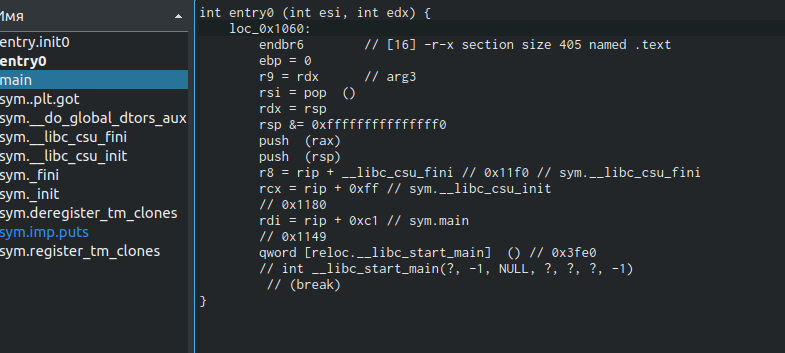 Имя
entry.init0
entry0
main
sym..plt.got
sym.__do_global_dtors_aux
sym.__libc_csu_fini
sym.__libc_csu_init
sym._fini
sym._init
sym.deregister_tm_clones
sym.imp.puts
sym.register_tm_clones
int entry0 (int esi, int edx) {
loc_0x1060:
endbr6 // [16] -r-x section size 405 named .text
ebp = 0
r9 = rdx // arg3
rsi = pop ()
rdx = rsp
rsp &= 0xfffffffffffffff0
push (rax)
push (rsp)
r8 = rip + __libc_csu_fini // 0x11f0 // sym.__libc_csu_fini
rcx = rip + 0xff // sym.__libc_csu_init
// 0x1180
rdi = rip + 0xc1 // sym.main
// 0x1149
qword [reloc.__libc_start_main] () // 0x3fe0
// int __libc_start_main(?, -1, NULL, ?, ?, ?, -1)
// (break)
}